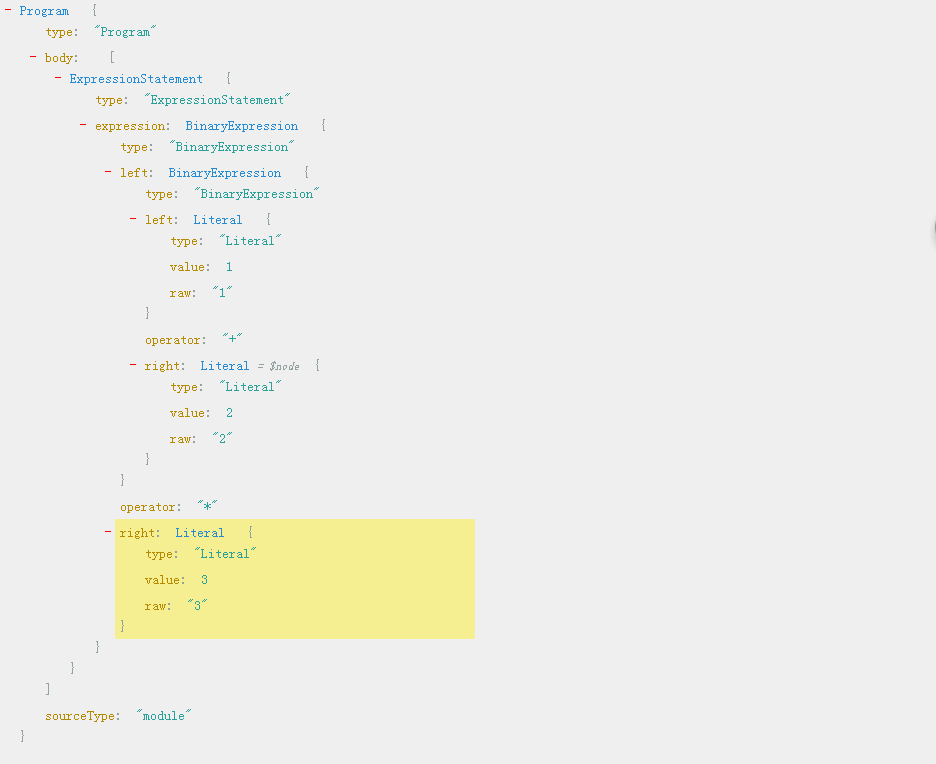 - Program {
type: "Program"
- body: [
- ExpressionStatement {
type: "ExpressionStatement"
- expression: BinaryExpression {
type: "BinaryExpression"
- left: BinaryExpression {
type: "BinaryExpression"
- left: Literal {
type: "Literal"
value: 1
raw: "1"
}
operator: "+"
- right: Literal = $node {
type: "Literal"
value: 2
raw: "2"
}
}
operator: "*"
- right: Literal {
type: "Literal"
value: 3
raw: "3"
}
}
}
]
sourceType: "module"
}